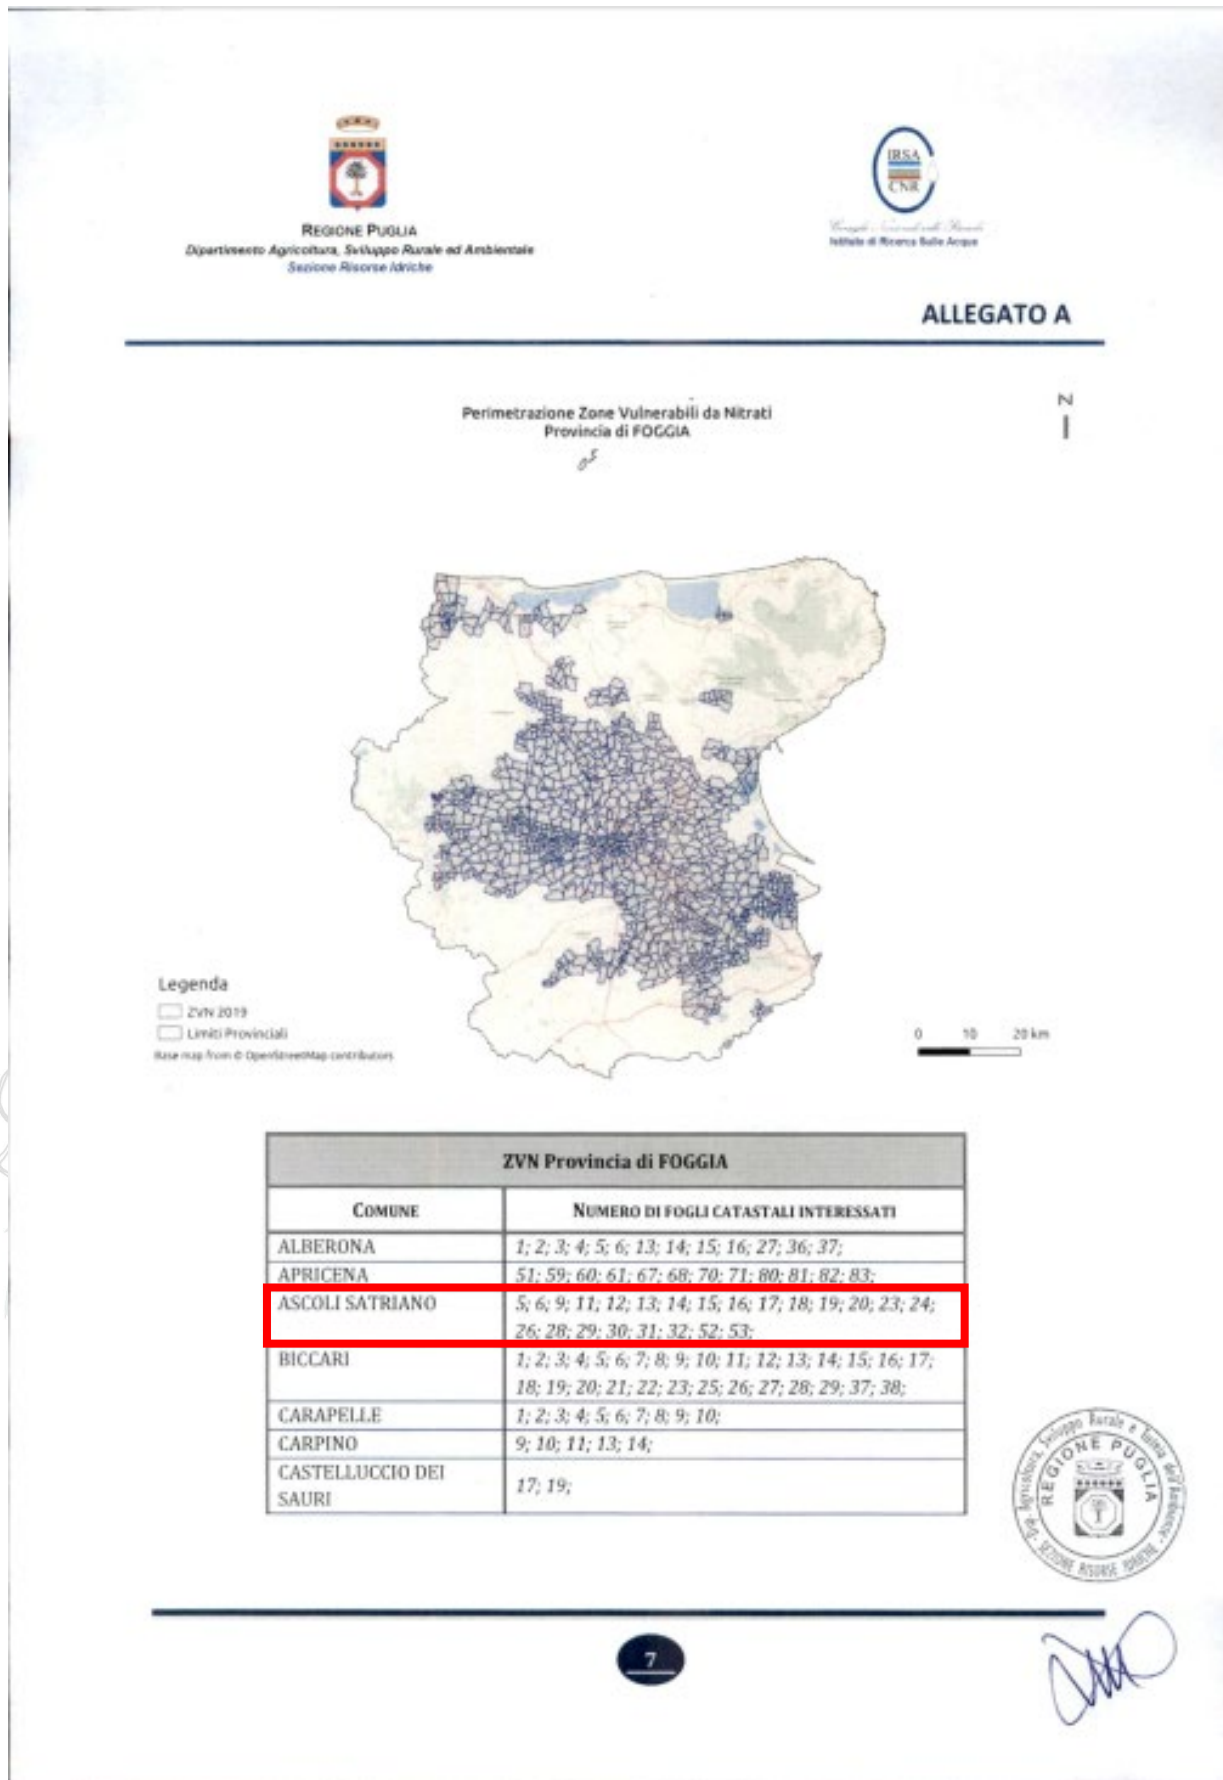 REGIONE PUGLIA
Dipartimento Agricoltura, Sviluppo Rurale ed Ambientale
Sezione Risorse Idriche
IRSA
CNR
Istituto di Ricerca Sulle Acque
ALLEGATO A
Perimetrazione Zone Vulnerabili da Nitrati
Provincia di FOGGIA
N
Legenda
ZVN 2019
Limiti Provinciali
Base map from © OpenStreetMap contributors
0 10 20 km
ZVN Provincia di FOGGIA
COMUNE NUMERO DI FOGLI CATASTALI INTERESSATI
ALBERONA 1; 2; 3; 4; 5; 6; 13; 14; 15; 16; 27; 36; 37;
APRICENA 51; 59; 60; 61; 67; 68; 70; 71; 80; 81; 82; 83;
ASCOLI SATRIANO 5; 6; 9; 11; 12; 13; 14; 15; 16; 17; 18; 19; 20; 23; 24;
26; 28; 29; 30; 31; 32; 52; 53;
BICCARI 1; 2; 3; 4; 5; 6; 7; 8; 9; 10; 11; 12; 13; 14; 15; 16; 17;
18; 19; 20; 21; 22; 23; 25; 26; 27; 28; 29; 37; 38;
CARAPELLE 1; 2; 3; 4; 5; 6; 7; 8; 9; 10;
CARPINO 9; 10; 11; 13; 14;
CASTELLUCCIO DEI
SAURI 17; 19;
REGIONE PUGLIA
SEZIONE RISORSE IDRICHE
7